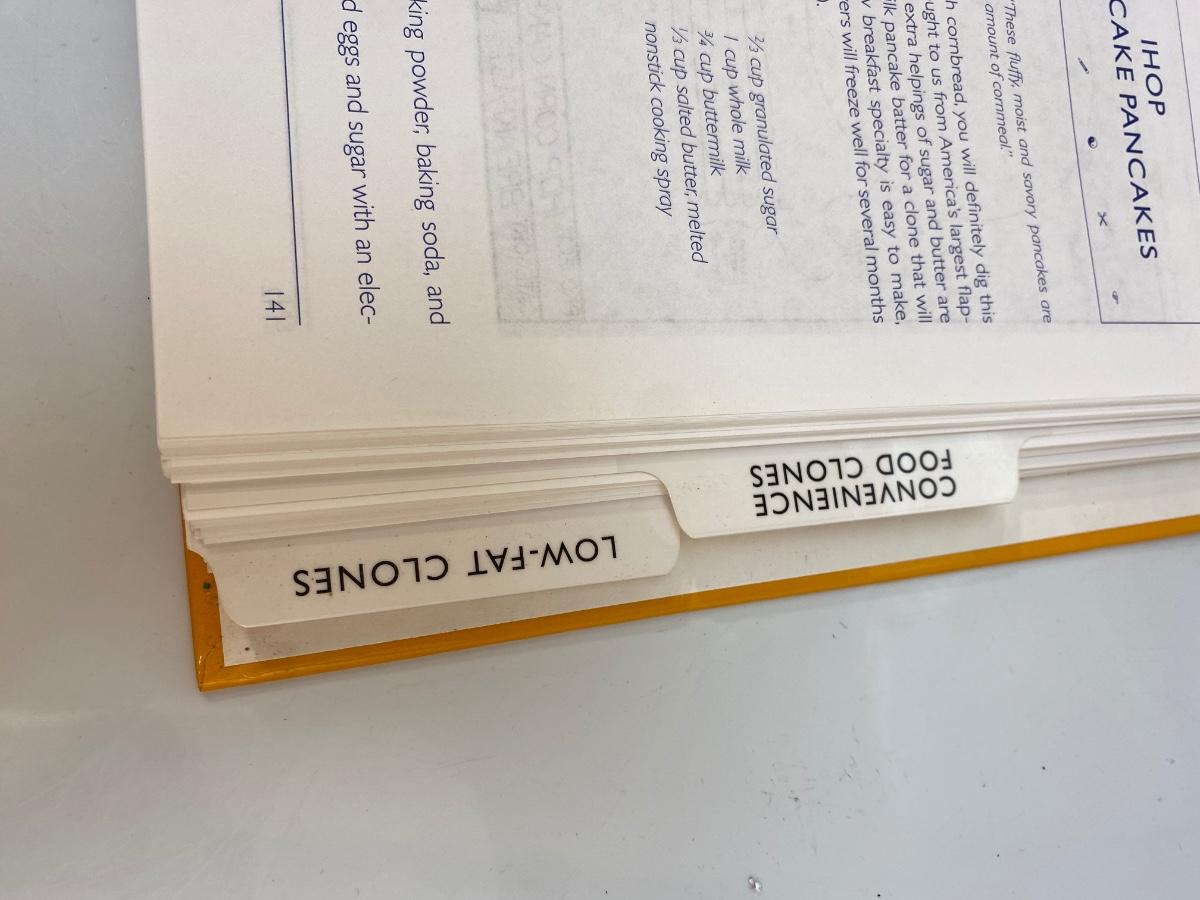 IHOP
CAKE PANCAKES
"These fluffy, moist and savory pancakes are
amount of cornmeal."
cornbread, you will definitely dig this
to us from America's largest flap-
extra helpings of sugar and butter are
pancake batter for a clone that will
breakfast specialty is easy to make,
will freeze well for several months
⅔ cup granulated sugar
1 cup whole milk
¾ cup buttermilk
⅓ cup salted butter, melted
nonstick cooking spray
king powder, baking soda, and
d eggs and sugar with an elec-
141
CONVENIENCE
FOOD CLONES
LOW-FAT CLONES